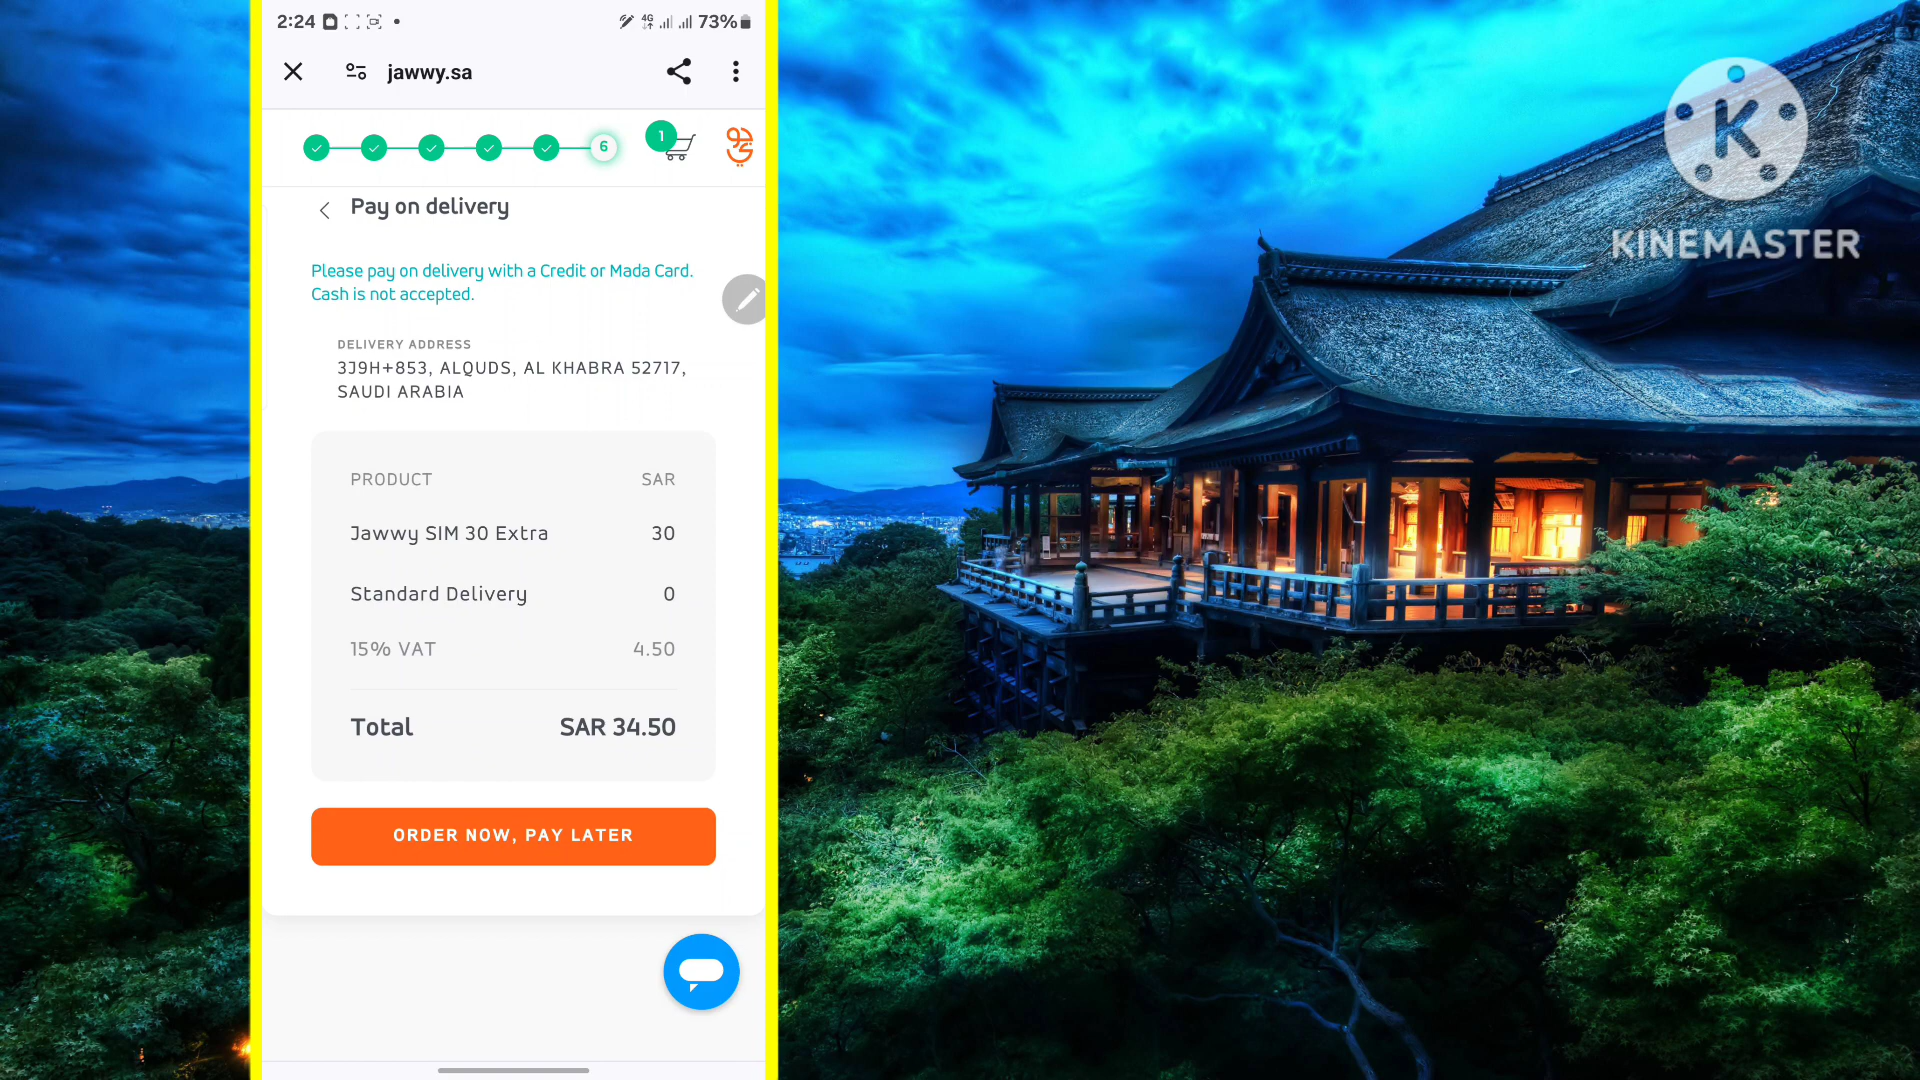 2:24
4G
73%
jawwy.sa
6
1
Pay on delivery
Please pay on delivery with a Credit or Mada Card.
Cash is not accepted.
DELIVERY ADDRESS
3J9H+853, ALQUDS, AL KHABRA 52717,
SAUDI ARABIA
PRODUCT SAR
Jawwy SIM 30 Extra 30
Standard Delivery 0
15% VAT 4.50
Total SAR 34.50
ORDER NOW, PAY LATER
K
KINEMASTER